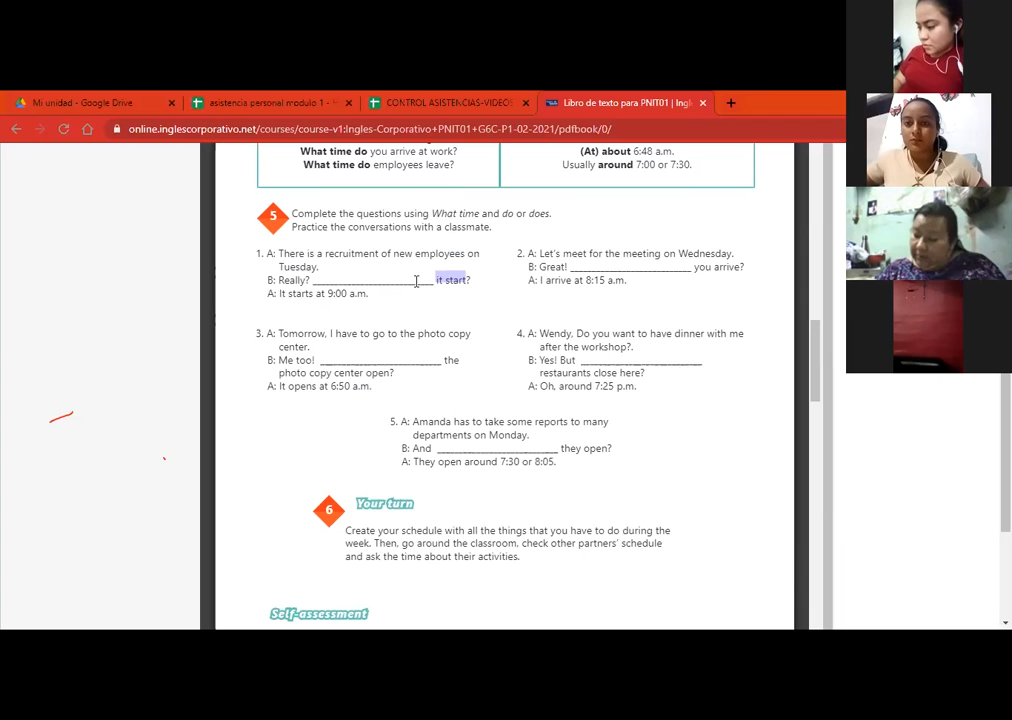 Mi unidad - Google Drive
asistencia personal modulo 1 -
CONTROL ASISTENCIAS-VIDEOS
Libro de texto para PNIT01 | Ingl
online.inglescorporativo.net/courses/course-v1:Ingles-Corporativo+PNIT01+G6C-P1-02-2021/pdfbook/0/
What time do you arrive at work?
What time do employees leave?
(At) about 6:48 a.m.
Usually around 7:00 or 7:30.
5
Complete the questions using What time and do or does.
Practice the conversations with a classmate.
1. A: There is a recruitment of new employees on
Tuesday.
B: Really? ______________________ it start?
A: It starts at 9:00 a.m.
2. A: Let's meet for the meeting on Wednesday.
B: Great! ______________________ you arrive?
A: I arrive at 8:15 a.m.
3. A: Tomorrow, I have to go to the photo copy
center.
B: Me too! ______________________ the
photo copy center open?
A: It opens at 6:50 a.m.
4. A: Wendy, Do you want to have dinner with me
after the workshop?.
B: Yes! But ______________________
restaurants close here?
A: Oh, around 7:25 p.m.
5. A: Amanda has to take some reports to many
departments on Monday.
B: And ______________________ they open?
A: They open around 7:30 or 8:05.
6
Your turn
Create your schedule with all the things that you have to do during the
week. Then, go around the classroom, check other partners' schedule
and ask the time about their activities.
Self-assessment